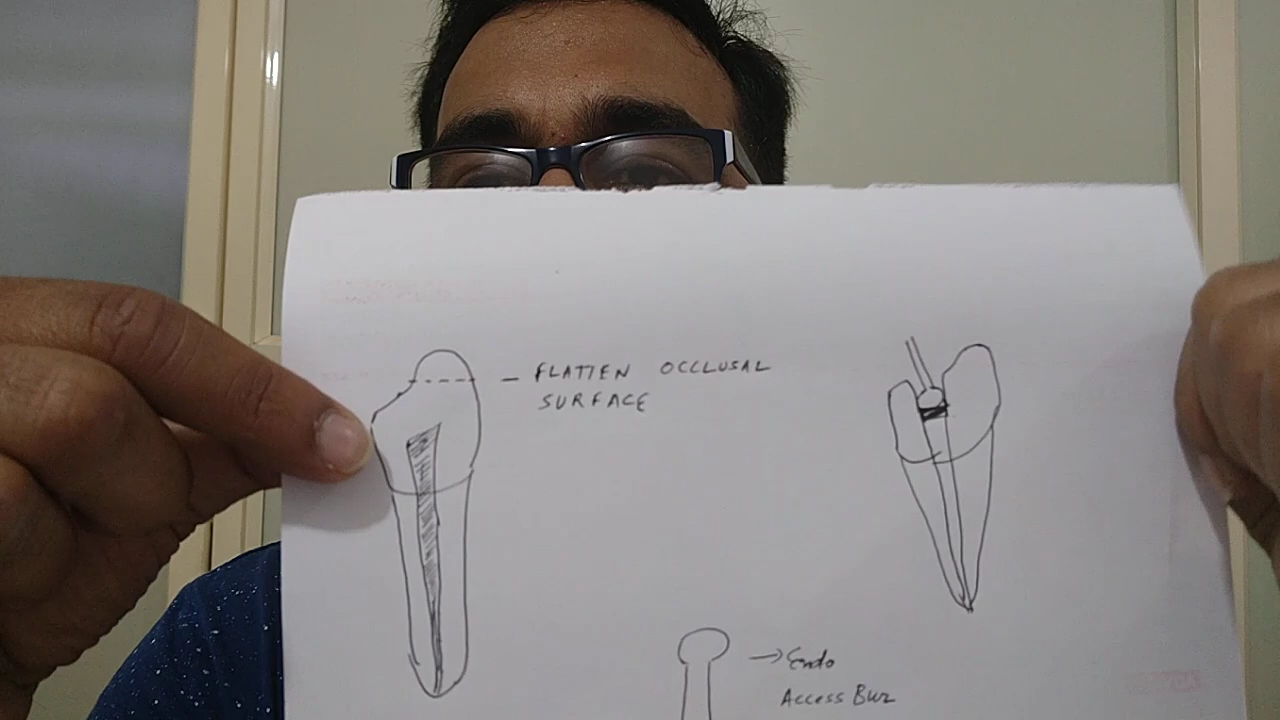 - FLATTEN OCCLUSAL
SURFACE
→ Endo
Access Bur